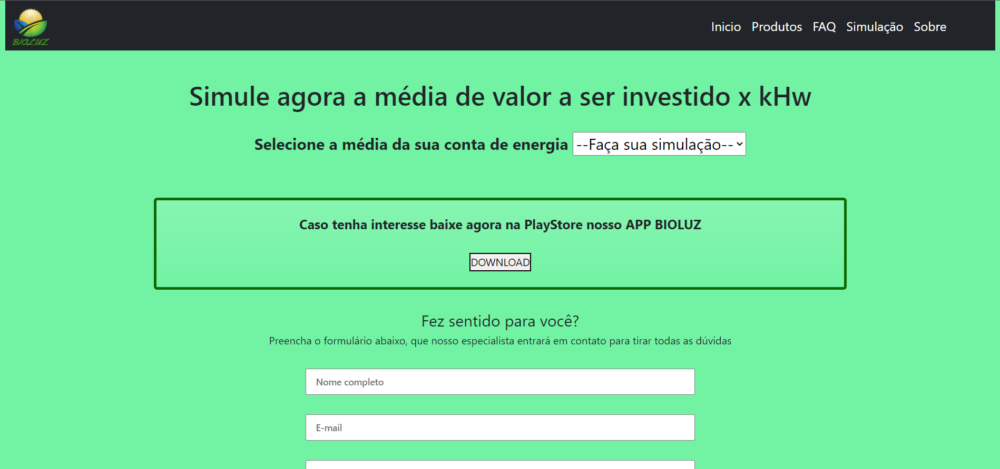 BIOLUZ
Inicio Produtos FAQ Simulação Sobre
Simule agora a média de valor a ser investido x kHw
Selecione a média da sua conta de energia --Faça sua simulação--
Caso tenha interesse baixe agora na PlayStore nosso APP BIOLUZ
DOWNLOAD
Fez sentido para você?
Preencha o formulário abaixo, que nosso especialista entrará em contato para tirar todas as dúvidas
Nome completo
E-mail